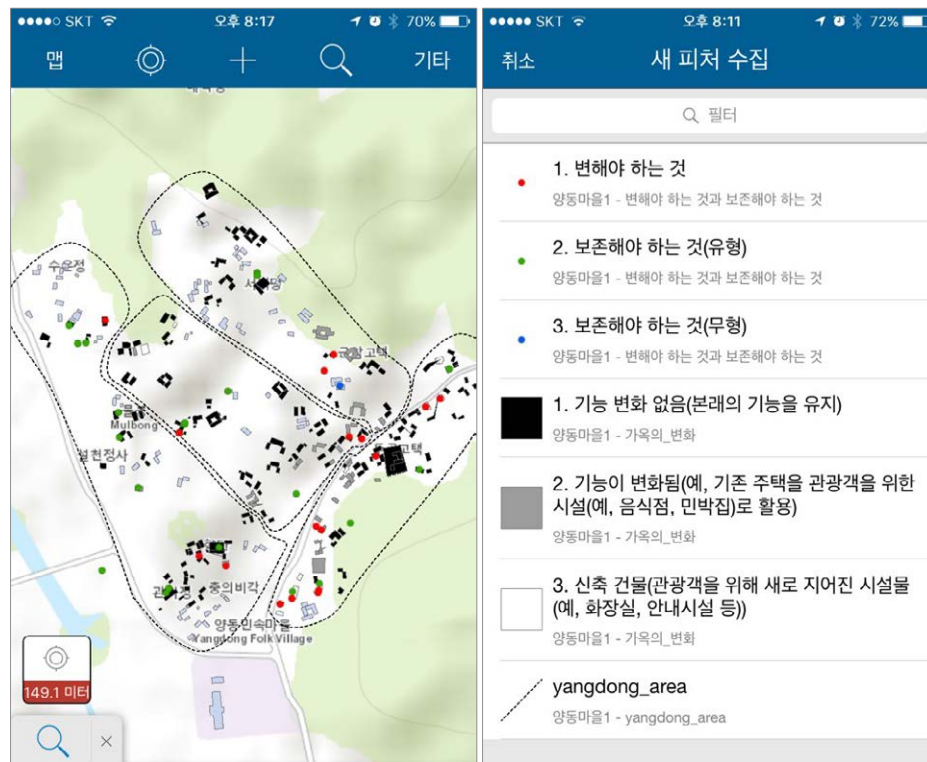 SKT 오후 8:17 70%
맵 기타
수운정
서백당
Mulbong
설천정사
중의비각
양동민속마을
Yangdong Folk Village
149.1 미터
SKT 오후 8:11 72%
취소 새 피처 수집
필터
1. 변해야 하는 것
양동마을1 - 변해야 하는 것과 보존해야 하는 것
2. 보존해야 하는 것(유형)
양동마을1 - 변해야 하는 것과 보존해야 하는 것
3. 보존해야 하는 것(무형)
양동마을1 - 변해야 하는 것과 보존해야 하는 것
1. 기능 변화 없음(본래의 기능을 유지)
양동마을1 - 가옥의_변화
2. 기능이 변화됨(예, 기존 주택을 관광객을 위한
시설(예, 음식점, 민박집)로 활용)
양동마을1 - 가옥의_변화
3. 신축 건물(관광객을 위해 새로 지어진 시설물
(예, 화장실, 안내시설 등))
양동마을1 - 가옥의_변화
yangdong_area
양동마을1 - yangdong_area